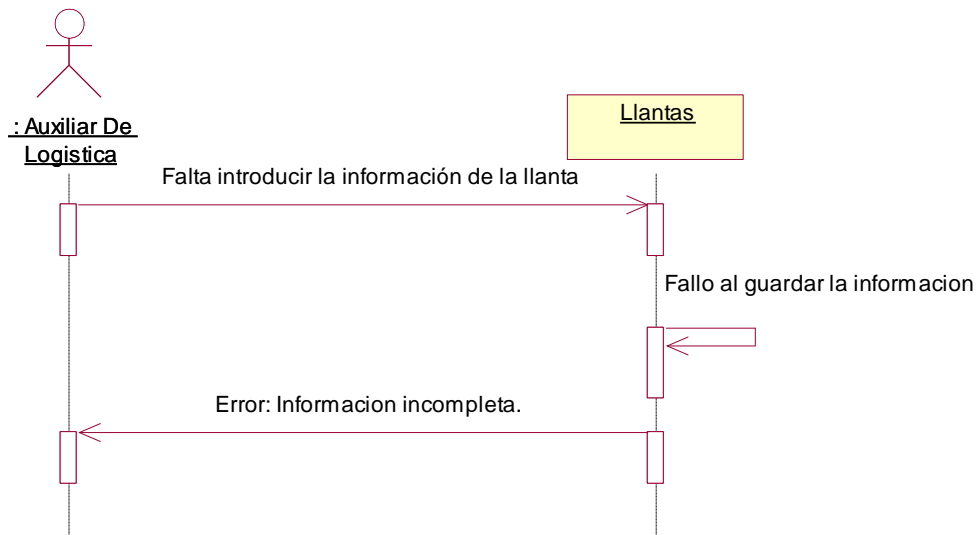 : Auxiliar De
Logistica
Llantas
Falta introducir la información de la llanta
Fallo al guardar la informacion
Error: Informacion incompleta.